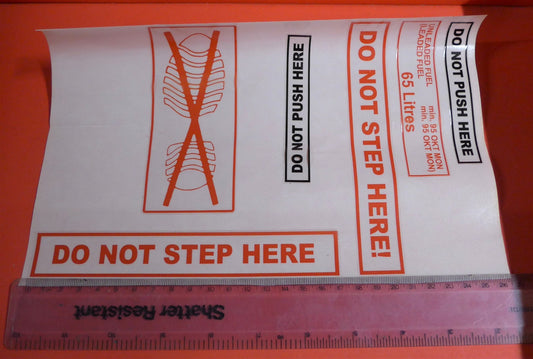 DO NOT PUSH HERE
DO NOT STEP HERE!
UNLEADED FUEL min. 95 OKT MON
(LEADED FUEL min. 95 OKT MON)
65 Litres
DO NOT PUSH HERE
DO NOT STEP HERE
Shatter Resistant